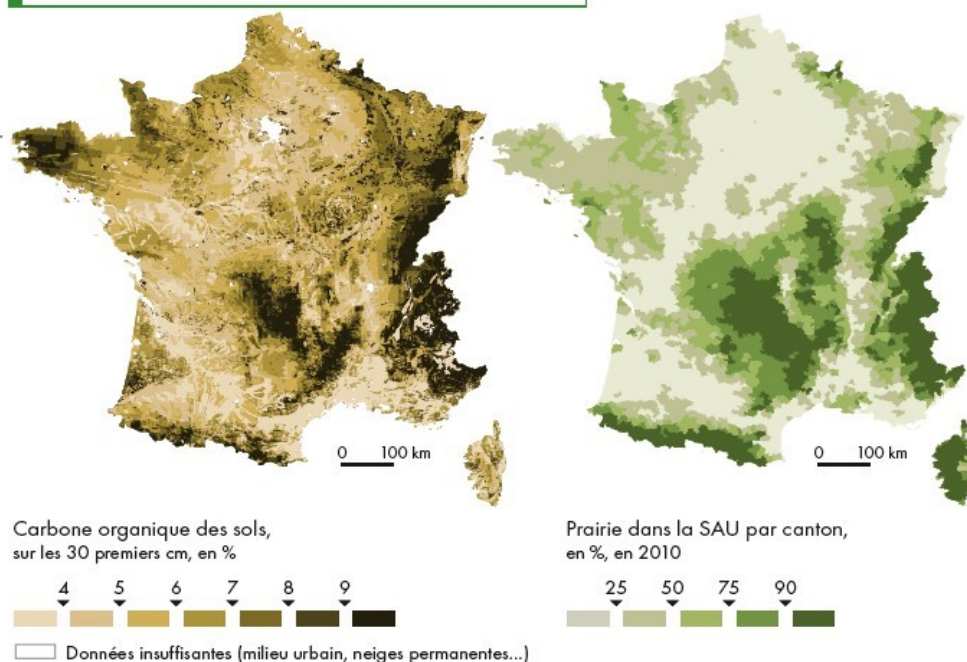 0 100 km
0 100 km
Carbone organique des sols,
sur les 30 premiers cm, en %
4 5 6 7 8 9
Données insuffisantes (milieu urbain, neiges permanentes...)
Prairie dans la SAU par canton,
en %, en 2010
25 50 75 90